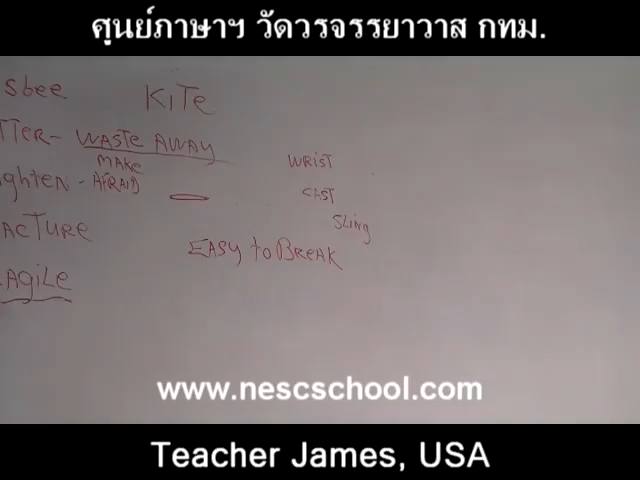 ศูนย์ภาษาฯ วัดวรจรรยาวาส กทม.
sbee KiTe
TTER- WASTE AWAY
MAKE WRIST
ighten - AFRAID CAST
ACTURE Sling
EASY to BReAK
AgiLe
www.nescschool.com
Teacher James, USA